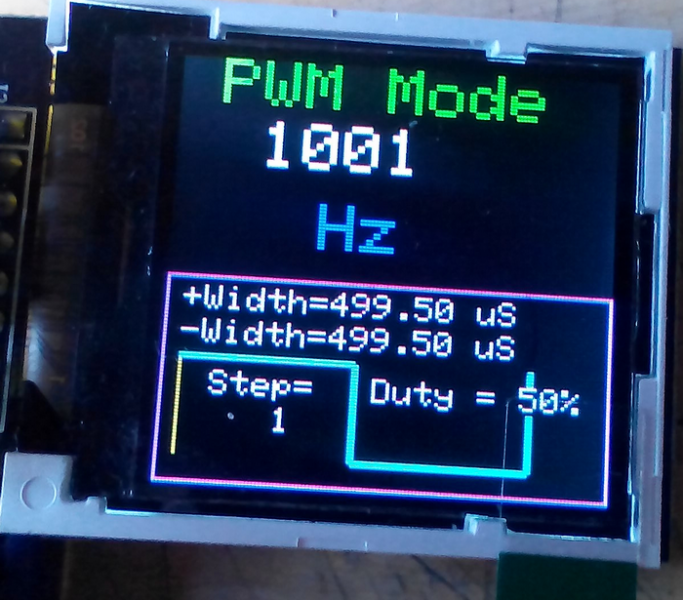 PWM Mode
1001
Hz
+Width=499.50 uS
-Width=499.50 uS
Step=
1
Duty = 50%